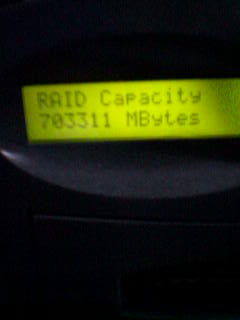 RAID Capacity
703311 MBytes